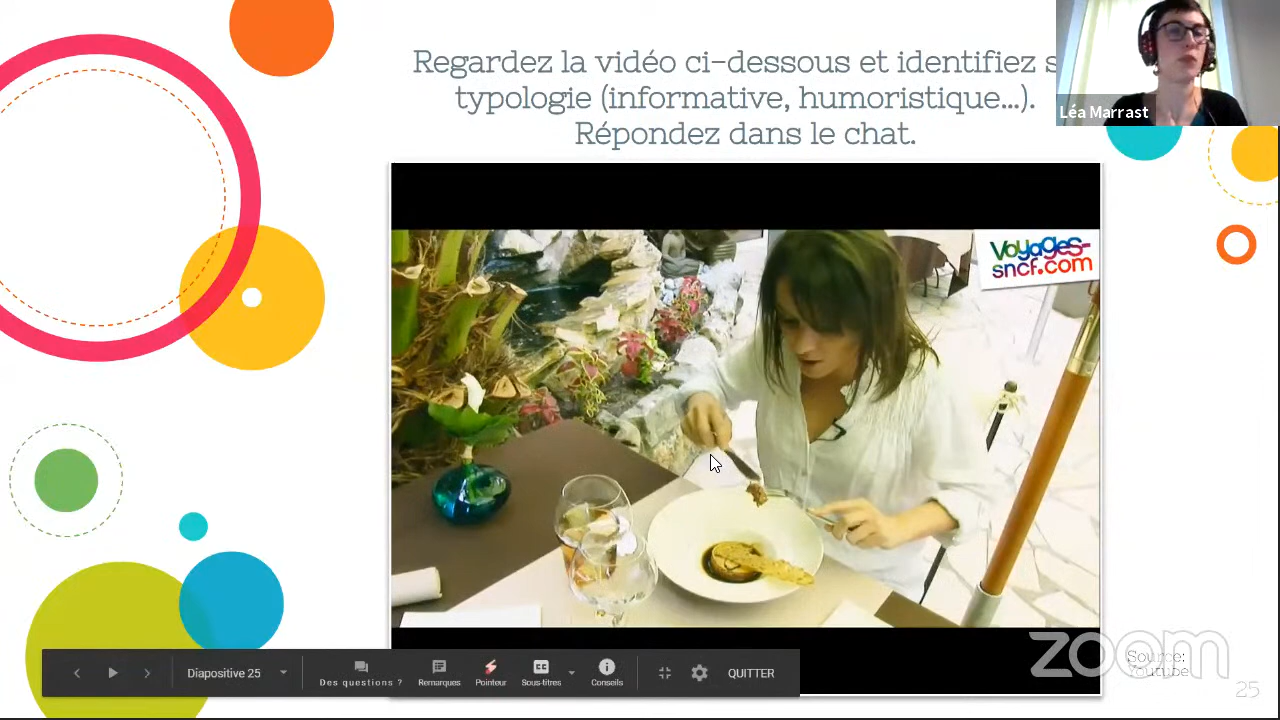 Regardez la vidéo ci-dessous et identifiez s
typologie (informative, humoristique...).
Répondez dans le chat.
Léa Marrast
Voyages-
sncf.com
Diapositive 25
Des questions ?
Remarques
Pointeur
Sous-titres
Conseils
QUITTER
zoom
Source:
Youtube
25